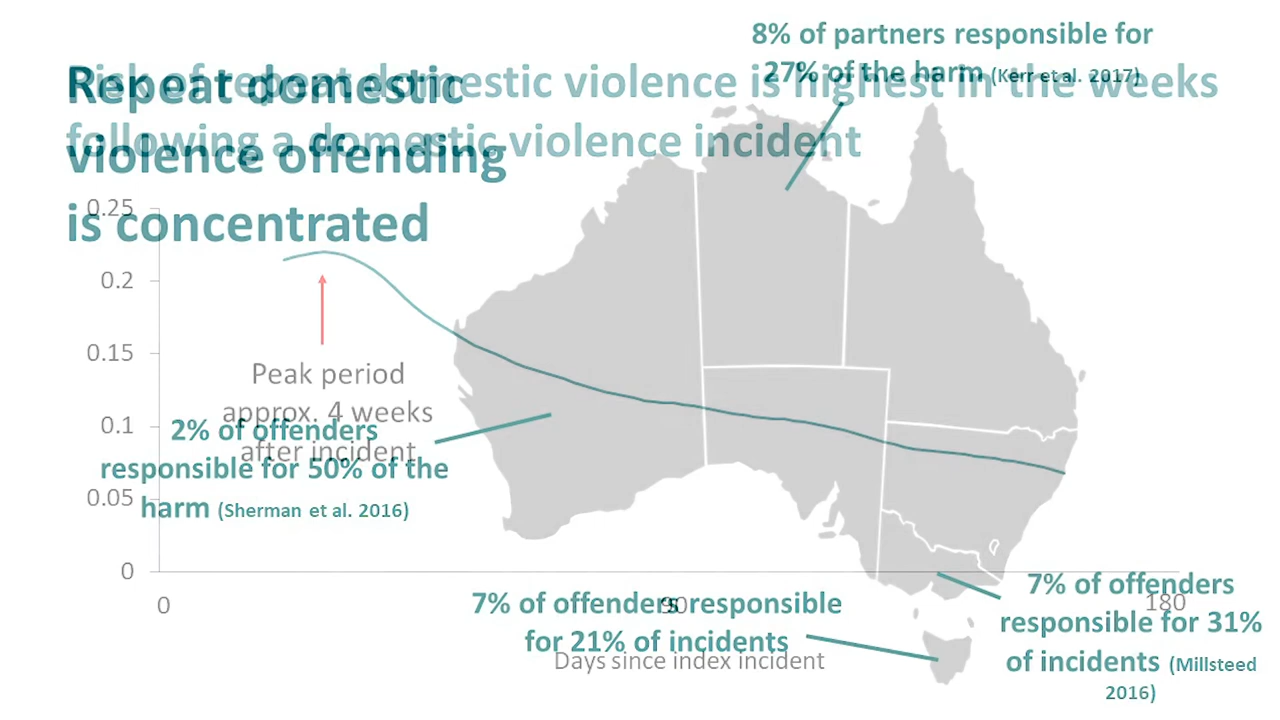 Repeat domestic
violence offending
is concentrated
Risk of repeat domestic violence is highest in the weeks
following a domestic violence incident
8% of partners responsible for
27% of the harm (Kerr et al. 2017)
0.25
0.2
0.15
0.1
0.05
0
Peak period
approx. 4 weeks
after incident
2% of offenders
responsible for 50% of the
harm (Sherman et al. 2016)
7% of offenders responsible
for 21% of incidents
7% of offenders
responsible for 31%
of incidents (Millsteed
2016)
0
90
180
Days since index incident